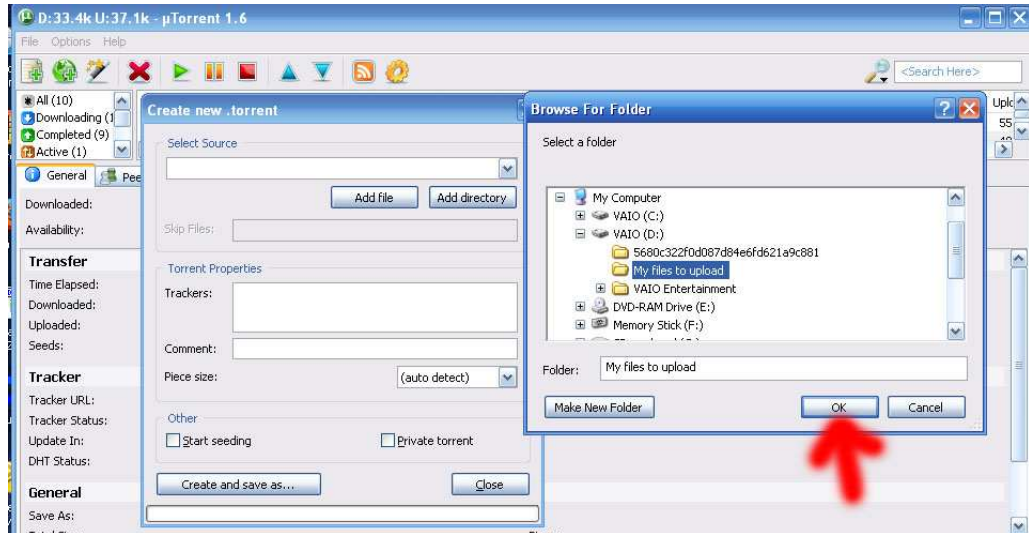 D:33.4k U:37.1k - µTorrent 1.6
File Options Help
<Search Here>
All (10)
Downloading (1
Completed (9)
Active (1)
General
Pee
Downloaded:
Availability:
Transfer
Time Elapsed:
Downloaded:
Uploaded:
Seeds:
Tracker
Tracker URL:
Tracker Status:
Update In:
DHT Status:
General
Save As:
Create new .torrent
Select Source
Add file
Add directory
Skip Files:
Torrent Properties
Trackers:
Comment:
Piece size:
(auto detect)
Other
Start seeding
Private torrent
Create and save as...
Close
Browse For Folder
Select a folder
My Computer
VAIO (C:)
VAIO (D:)
5680c322f0d087d84e6fd621a9c881
My files to upload
VAIO Entertainment
DVD-RAM Drive (E:)
Memory Stick (F:)
Folder: My files to upload
Make New Folder
OK
Cancel
Uplc
55